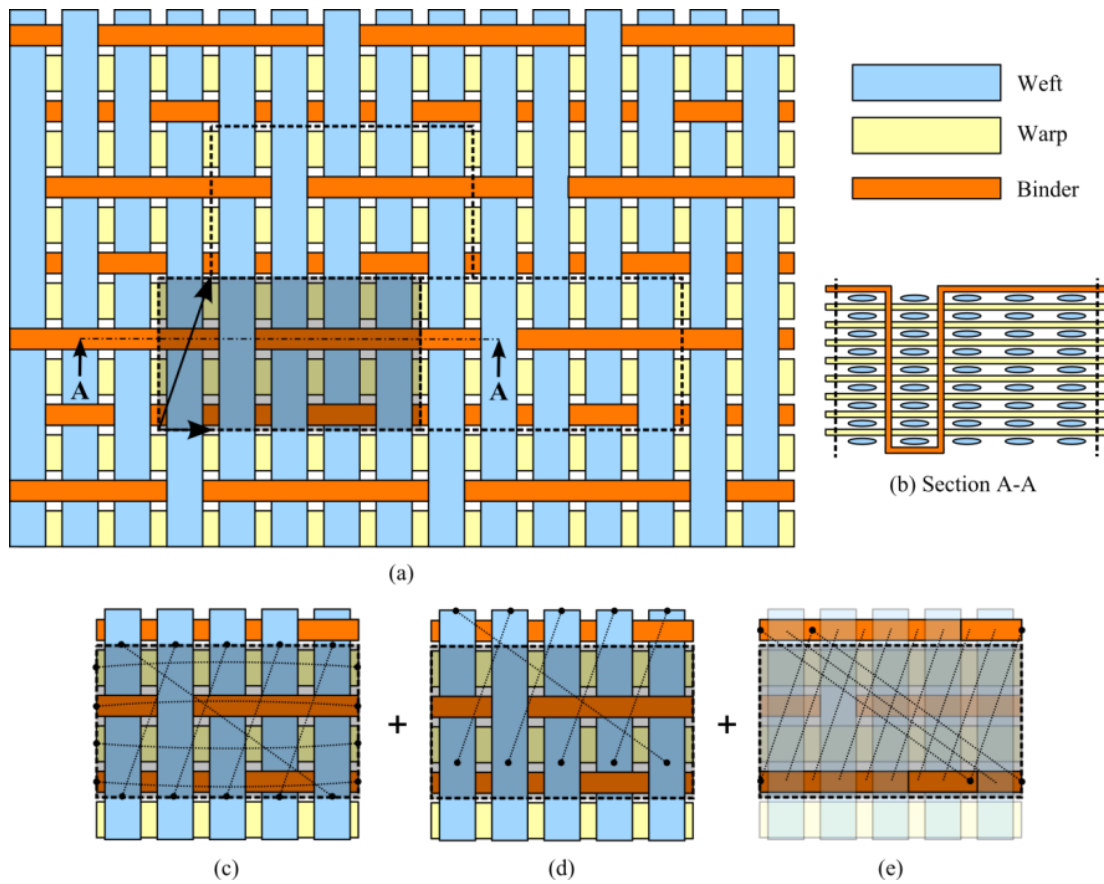 Weft
Warp
Binder
A
A
(b) Section A-A
(a)
+
+
(c)
(d)
(e)